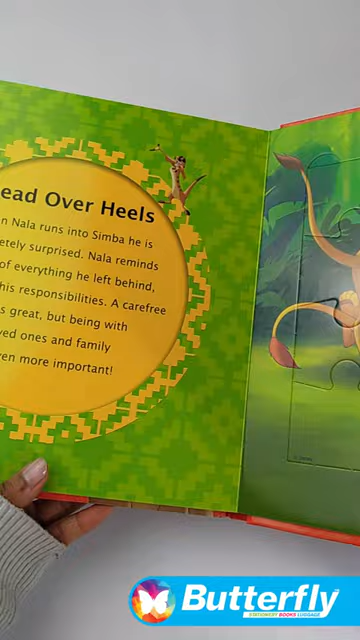 ead Over Heels
n Nala runs into Simba he is
etely surprised. Nala reminds
of everything he left behind,
his responsibilities. A carefree
s great, but being with
ved ones and family
ven more important!
© Disney
Butterfly
STATIONERY BOOKS LUGGAGE